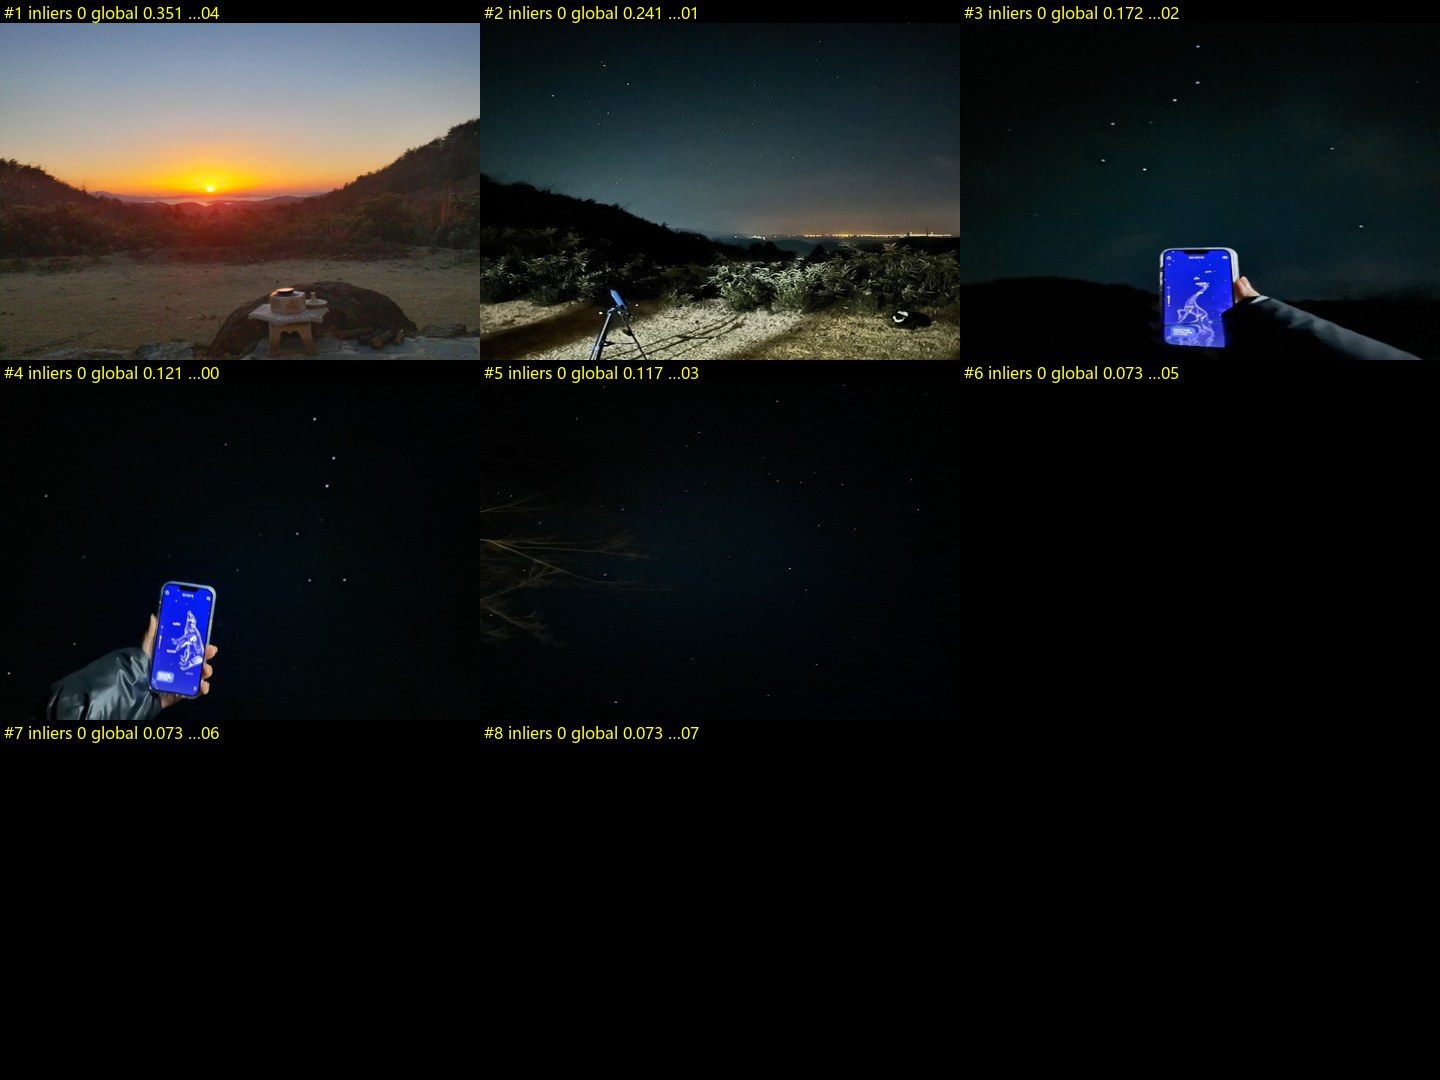 #1 inliers 0 global 0.351 ...04
#2 inliers 0 global 0.241 ...01
#3 inliers 0 global 0.172 ...02
#4 inliers 0 global 0.121 ...00
#5 inliers 0 global 0.117 ...03
#6 inliers 0 global 0.073 ...05
#7 inliers 0 global 0.073 ...06
#8 inliers 0 global 0.073 ...07